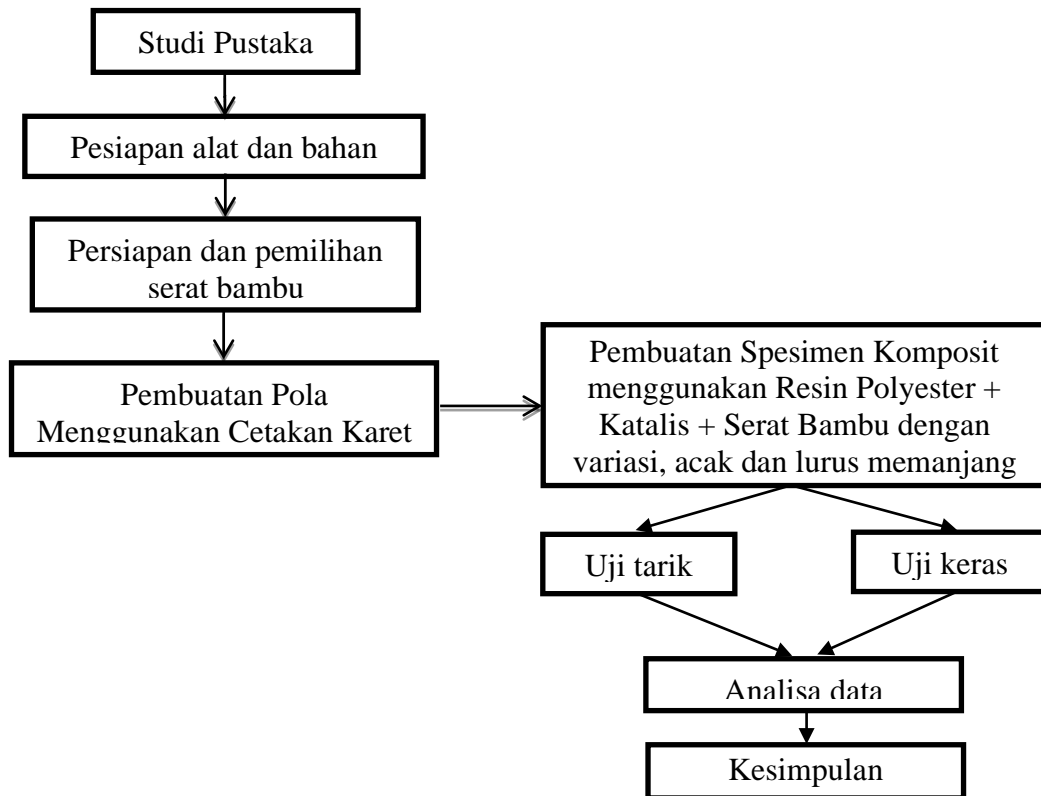 Studi Pustaka
Pesiapan alat dan bahan
Persiapan dan pemilihan
serat bambu
Pembuatan Pola
Menggunakan Cetakan Karet
Pembuatan Spesimen Komposit
menggunakan Resin Polyester +
Katalis + Serat Bambu dengan
variasi, acak dan lurus memanjang
Uji tarik
Uji keras
Analisa data
Kesimpulan